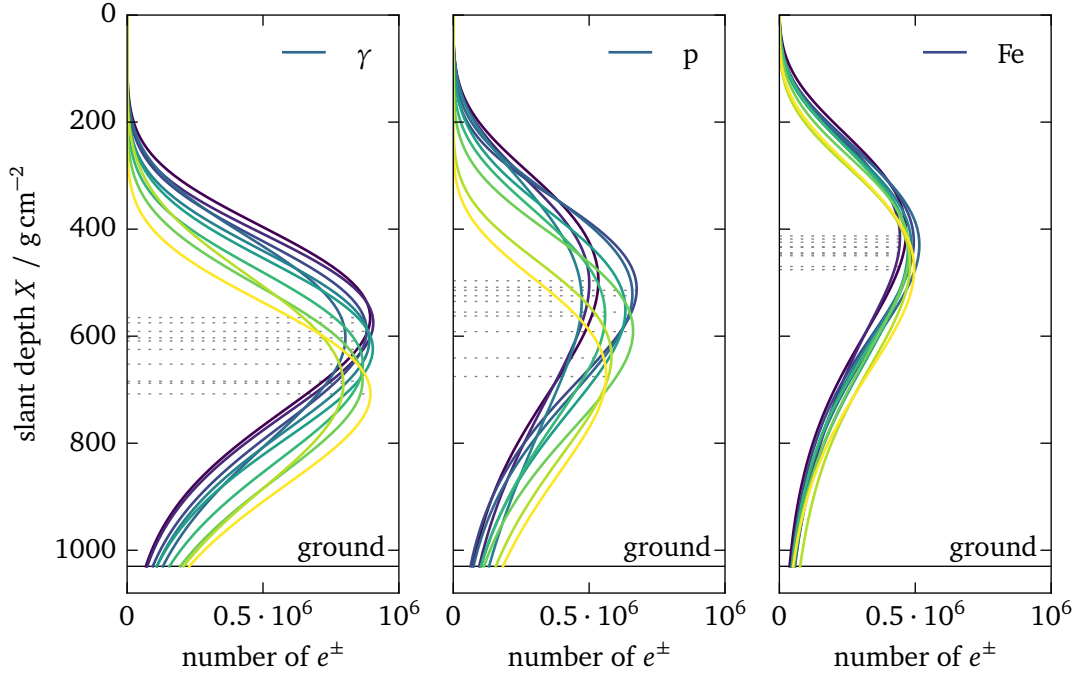 γ
p
Fe
0
200
400
600
800
1000
slant depth X / g cm⁻²
ground
ground
ground
0
0.5 · 10⁶
10⁶
0
0.5 · 10⁶
10⁶
0
0.5 · 10⁶
10⁶
number of e±
number of e±
number of e±